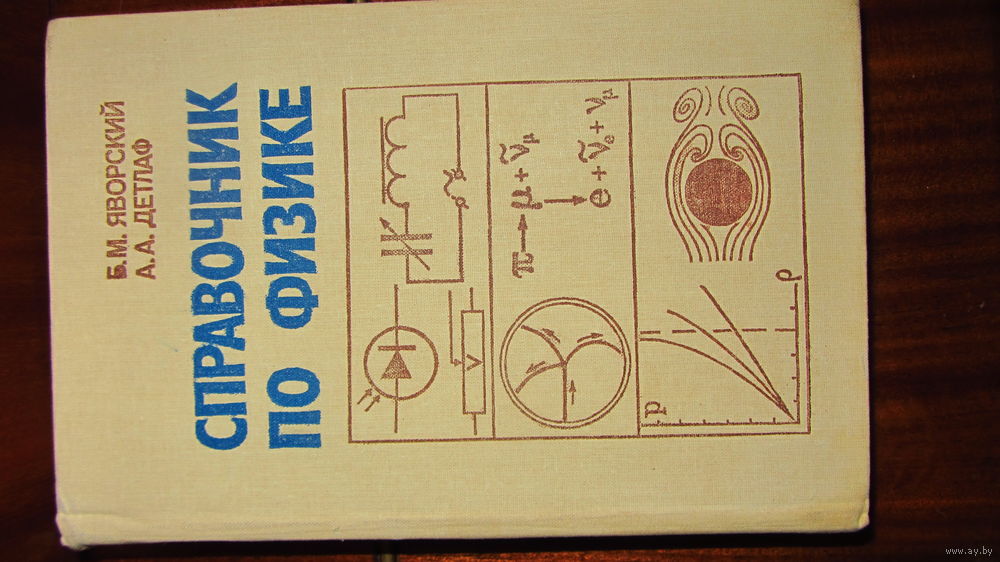 Б.М. ЯВОРСКИЙ
А.А. ДЕТЛАФ
СПРАВОЧНИК
ПО ФИЗИКЕ
π→μ+ν̃μ
e+ν̃e+νμ
p
ρ
www.ay.by